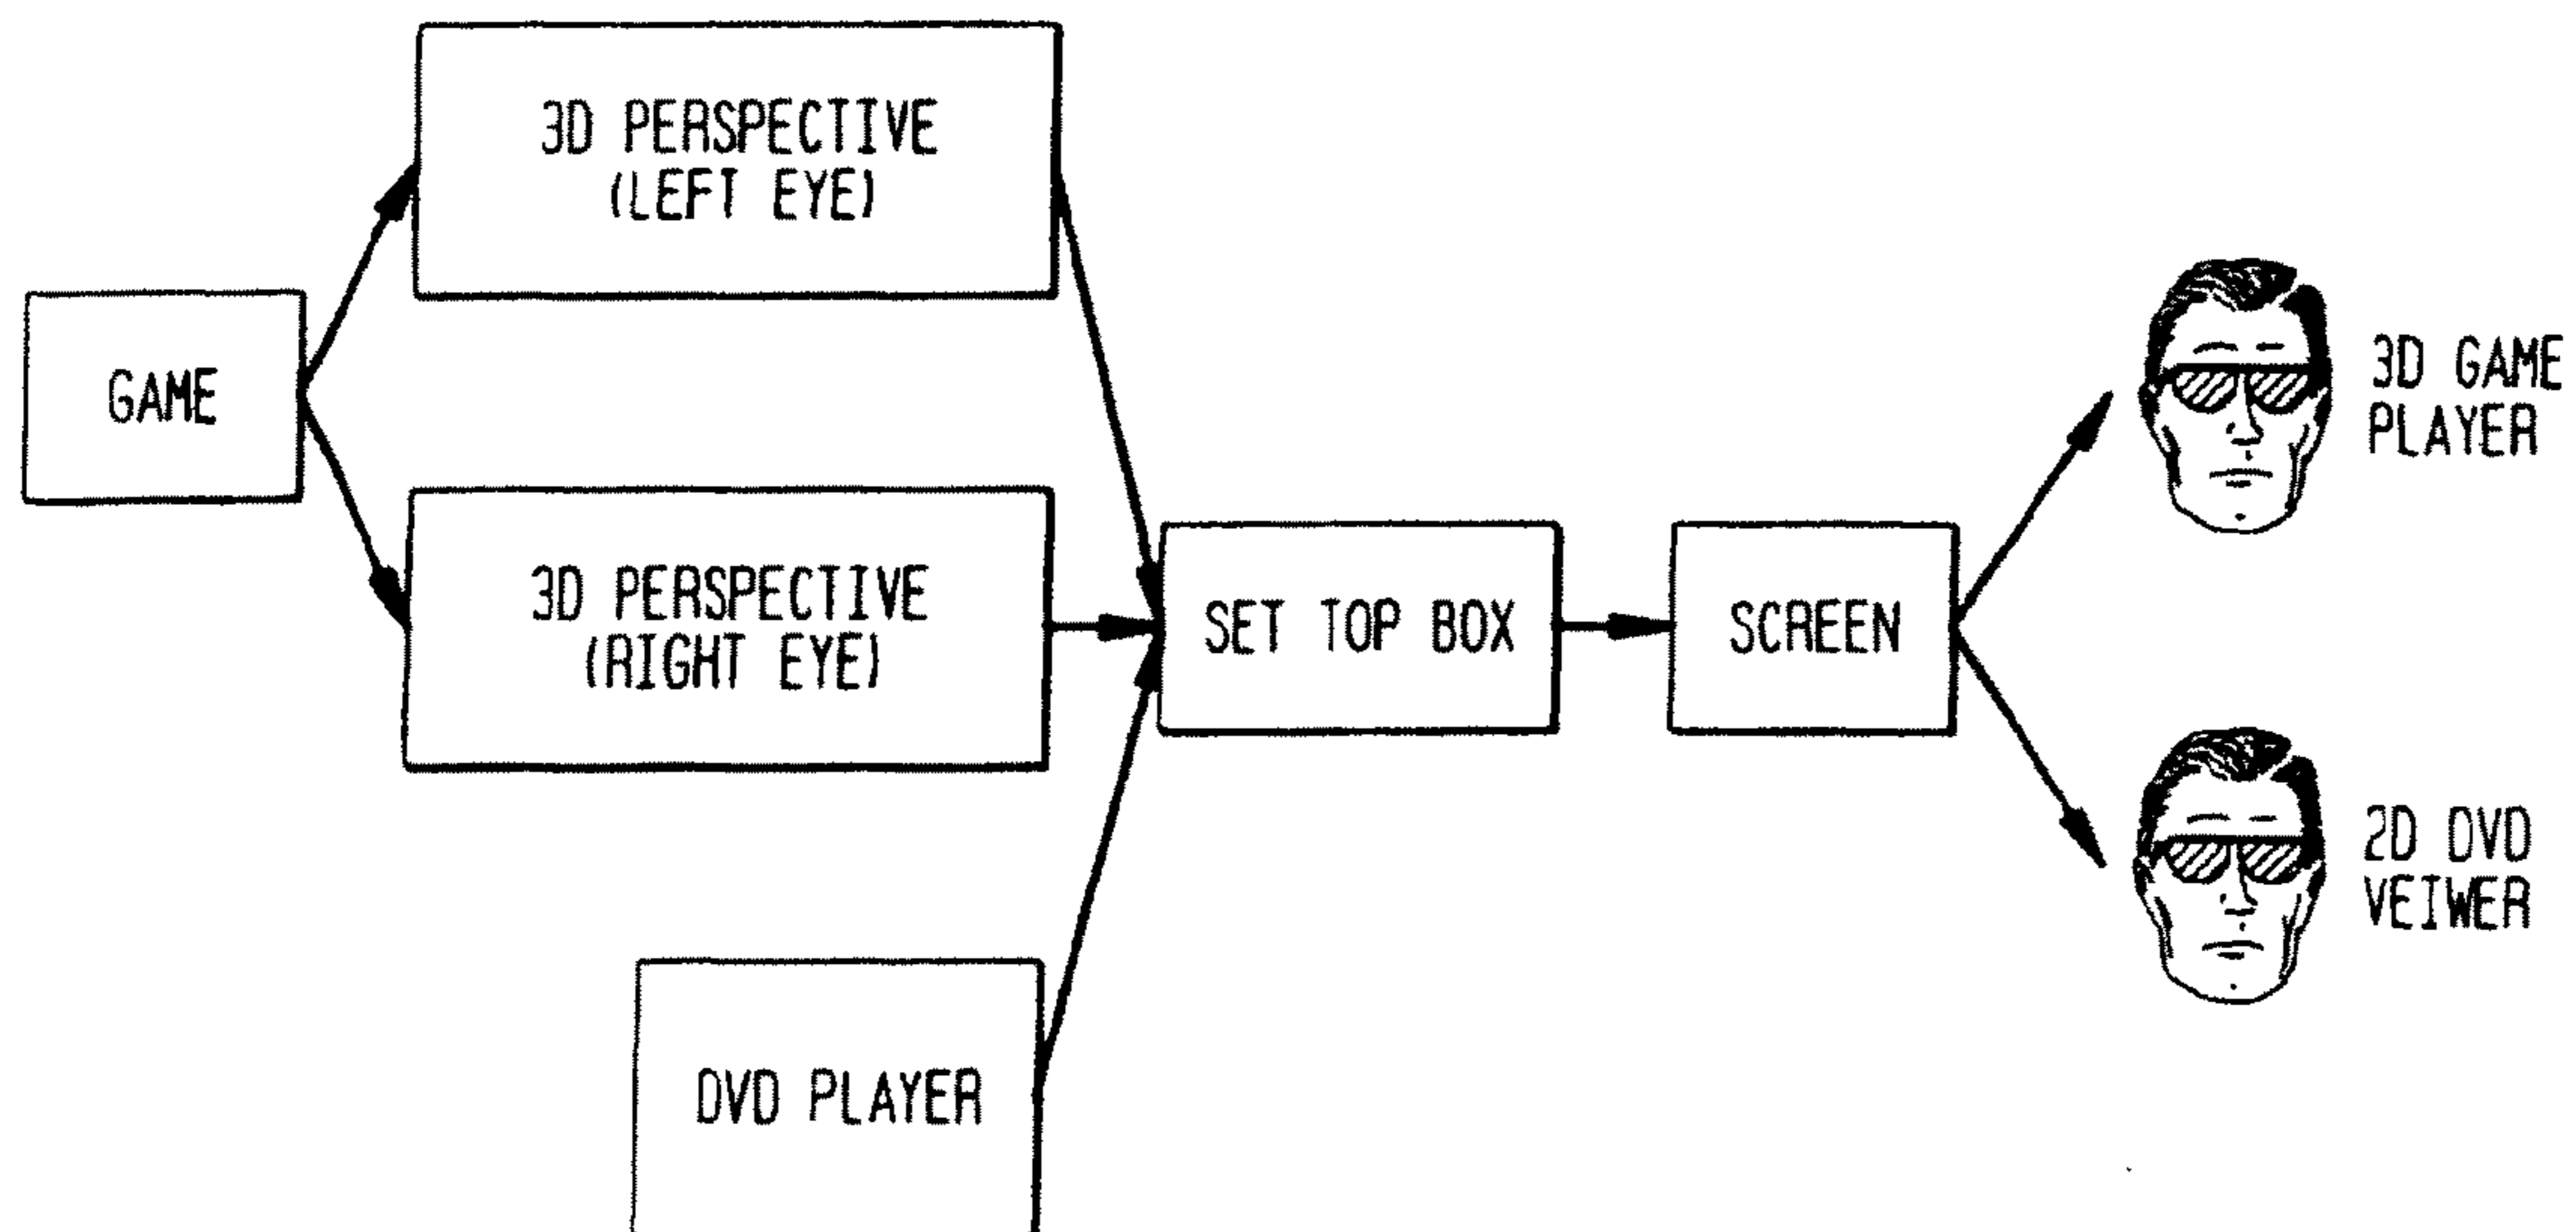 3D PERSPECTIVE
(LEFT EYE)
GAME
3D PERSPECTIVE
(RIGHT EYE)
SET TOP BOX
SCREEN
3D GAME
PLAYER
2D DVD
VEIWER
DVD PLAYER